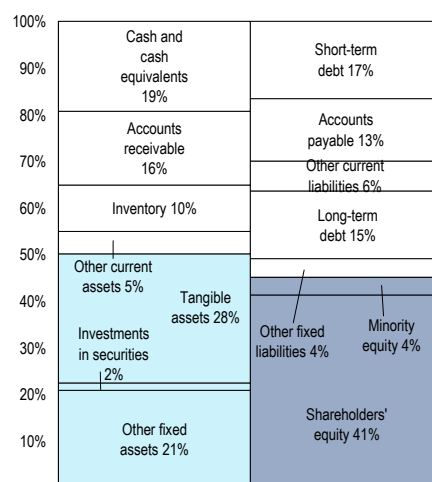 100%
90%
80%
70%
60%
50%
40%
30%
20%
10%
Cash and
cash
equivalents
19%
Accounts
receivable
16%
Inventory 10%
Other current
assets 5%
Tangible
assets 28%
Investments
in securities
2%
Other fixed
assets 21%
Short-term
debt 17%
Accounts
payable 13%
Other current
liabilities 6%
Long-term
debt 15%
Other fixed
liabilities 4%
Minority
equity 4%
Shareholders'
equity 41%